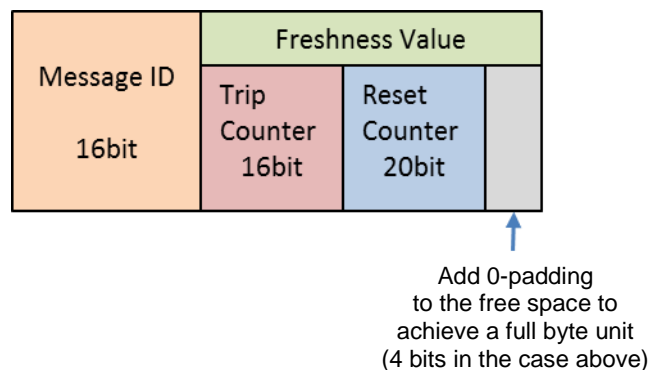 Message ID
16bit
Freshness Value
Trip
Counter
16bit
Reset
Counter
20bit
Add 0-padding
to the free space to
achieve a full byte unit
(4 bits in the case above)